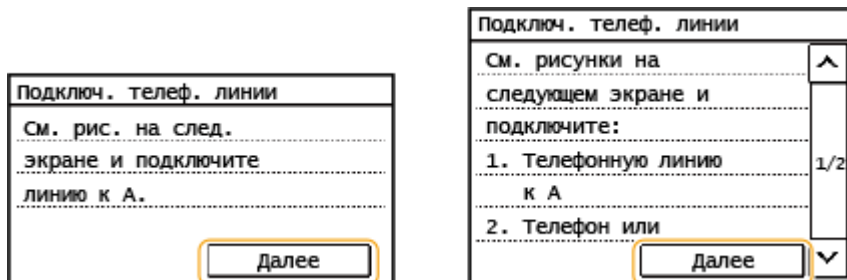 Подключ. телеф. линии
См. рис. на след.
экране и подключите
линию к А.
Далее
Подключ. телеф. линии
См. рисунки на
следующем экране и
подключите:
1. Телефонную линию
к А
2. Телефон или
1/2
Далее